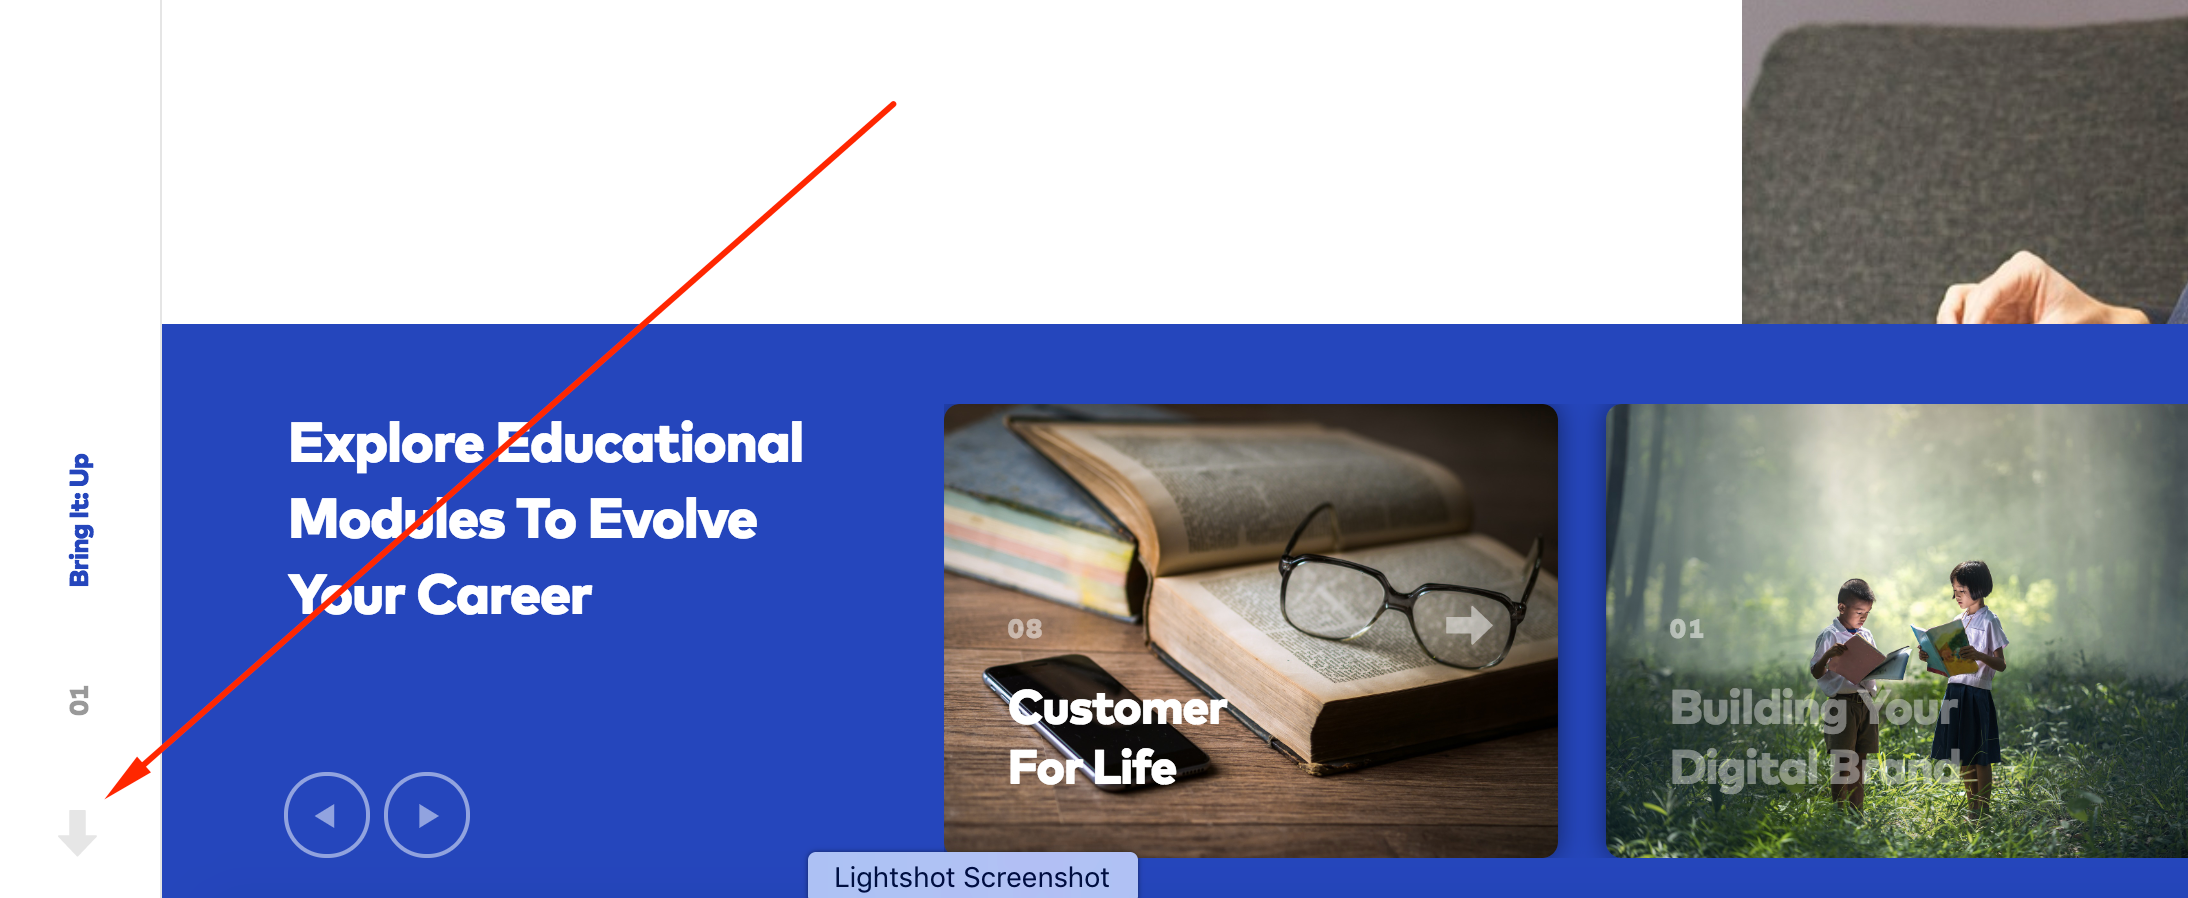 Bring It: Up
01
Explore Educational
Modules To Evolve
Your Career
08
Customer
For Life
01
Building Your
Digital Brand
Lightshot Screenshot